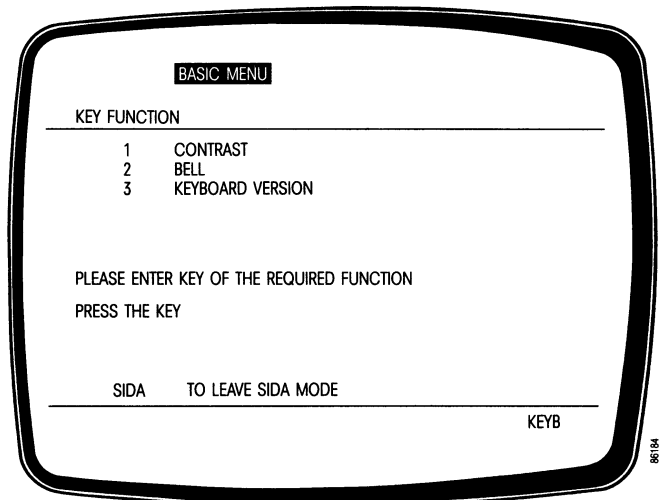 BASIC MENU
KEY FUNCTION
1 CONTRAST
2 BELL
3 KEYBOARD VERSION
PLEASE ENTER KEY OF THE REQUIRED FUNCTION
PRESS THE KEY
SIDA TO LEAVE SIDA MODE
KEYB
86184